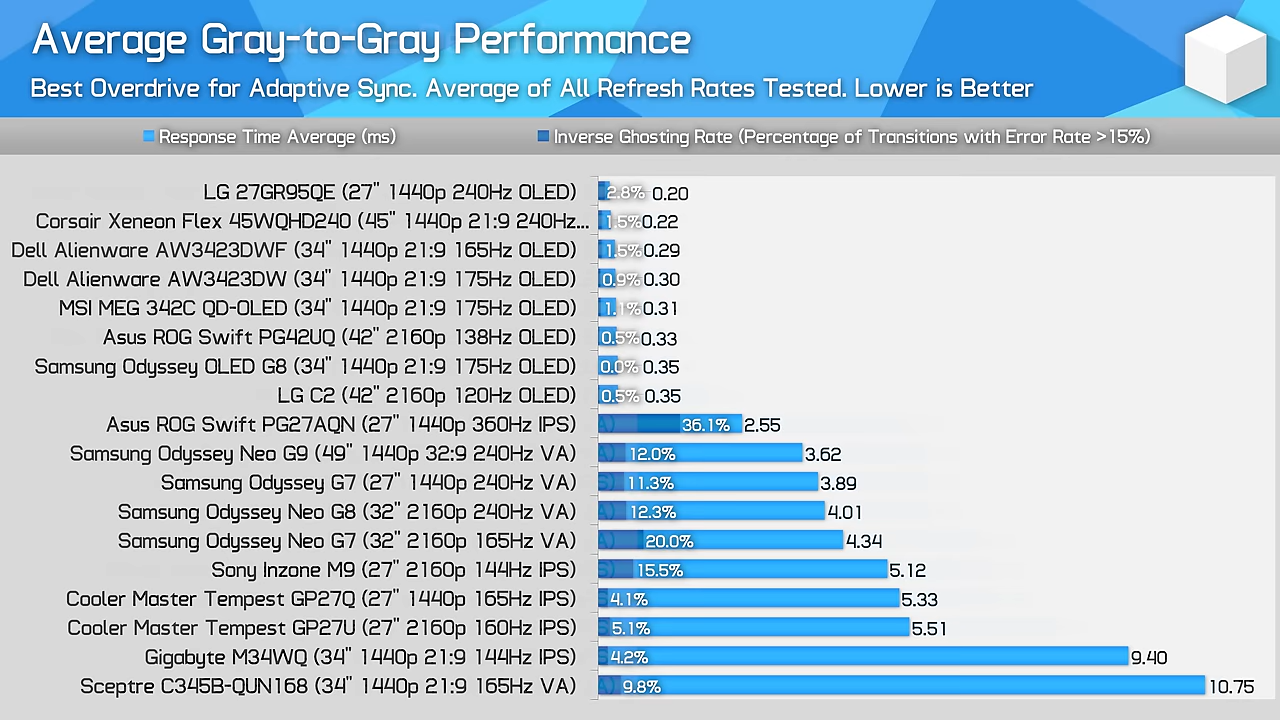 Average Gray-to-Gray Performance
Best Overdrive for Adaptive Sync. Average of All Refresh Rates Tested. Lower is Better
Response Time Average (ms) Inverse Ghosting Rate (Percentage of Transitions with Error Rate >15%)
LG 27GR95QE (27" 1440p 240Hz OLED) 2.8% 0.20
Corsair Xeneon Flex 45WQHD240 (45" 1440p 21:9 240Hz... 1.5% 0.22
Dell Alienware AW3423DWF (34" 1440p 21:9 165Hz OLED) 1.5% 0.29
Dell Alienware AW3423DW (34" 1440p 21:9 175Hz OLED) 0.9% 0.30
MSI MEG 342C QD-OLED (34" 1440p 21:9 175Hz OLED) 1.1% 0.31
Asus ROG Swift PG42UQ (42" 2160p 138Hz OLED) 0.5% 0.33
Samsung Odyssey OLED G8 (34" 1440p 21:9 175Hz OLED) 0.0% 0.35
LG C2 (42" 2160p 120Hz OLED) 0.5% 0.35
Asus ROG Swift PG27AQN (27" 1440p 360Hz IPS) 36.1% 2.55
Samsung Odyssey Neo G9 (49" 1440p 32:9 240Hz VA) 12.0% 3.62
Samsung Odyssey G7 (27" 1440p 240Hz VA) 11.3% 3.89
Samsung Odyssey Neo G8 (32" 2160p 240Hz VA) 12.3% 4.01
Samsung Odyssey Neo G7 (32" 2160p 165Hz VA) 20.0% 4.34
Sony Inzone M9 (27" 2160p 144Hz IPS) 15.5% 5.12
Cooler Master Tempest GP27Q (27" 1440p 165Hz IPS) 4.1% 5.33
Cooler Master Tempest GP27U (27" 2160p 160Hz IPS) 5.1% 5.51
Gigabyte M34WQ (34" 1440p 21:9 144Hz IPS) 4.2% 9.40
Sceptre C345B-QUN168 (34" 1440p 21:9 165Hz VA) 9.8% 10.75